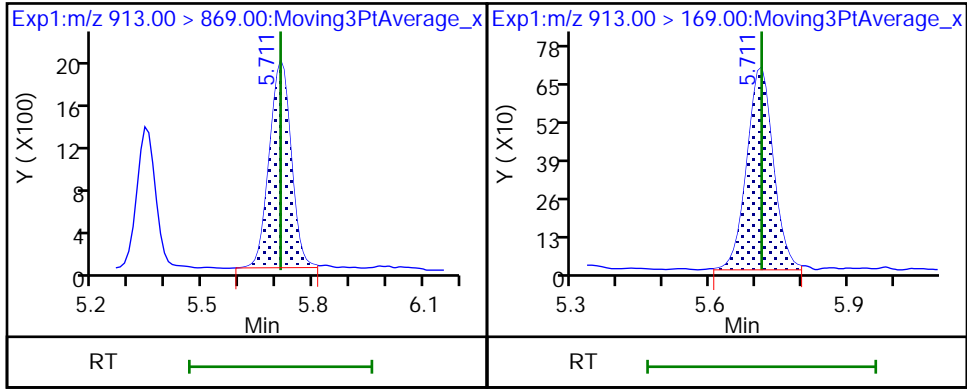 Exp1:m/z 913.00 > 869.00:Moving3PtAverage_x
5.711
20
16
12
8
4
0
Y ( X100)
5.2 5.5 5.8 6.1
Min
RT
Exp1:m/z 913.00 > 169.00:Moving3PtAverage_x
5.711
78
65
52
39
26
13
0
Y ( X10)
5.3 5.6 5.9
Min
RT